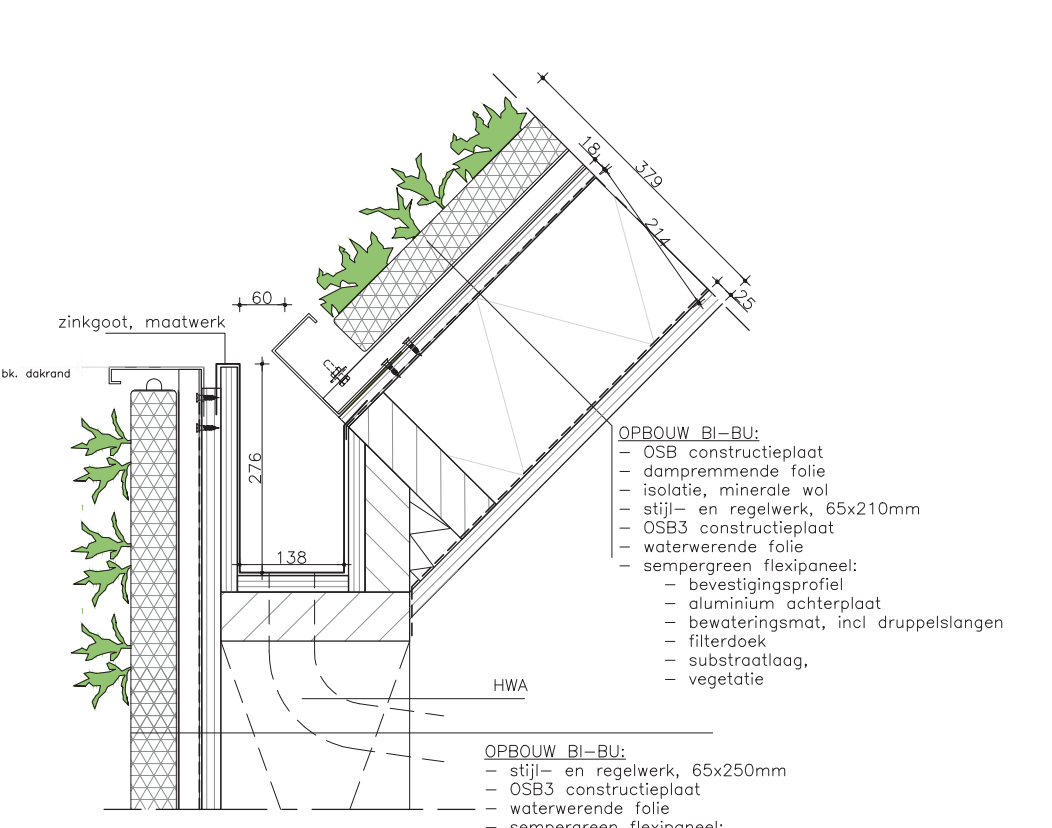 18
379
214
25
60
zinkgoot, maatwerk
bk. dakrand
276
138
OPBOUW BI-BU:
- OSB constructieplaat
- dampremmende folie
- isolatie, minerale wol
- stijl- en regelwerk, 65x210mm
- OSB3 constructieplaat
- waterwerende folie
- sempergreen flexipaneel:
- bevestigingsprofiel
- aluminium achterplaat
- bewateringsmat, incl druppelslangen
- filterdoek
- substraatlaag,
- vegetatie
HWA
OPBOUW BI-BU:
- stijl- en regelwerk, 65x250mm
- OSB3 constructieplaat
- waterwerende folie
- sempergreen flexipaneel: